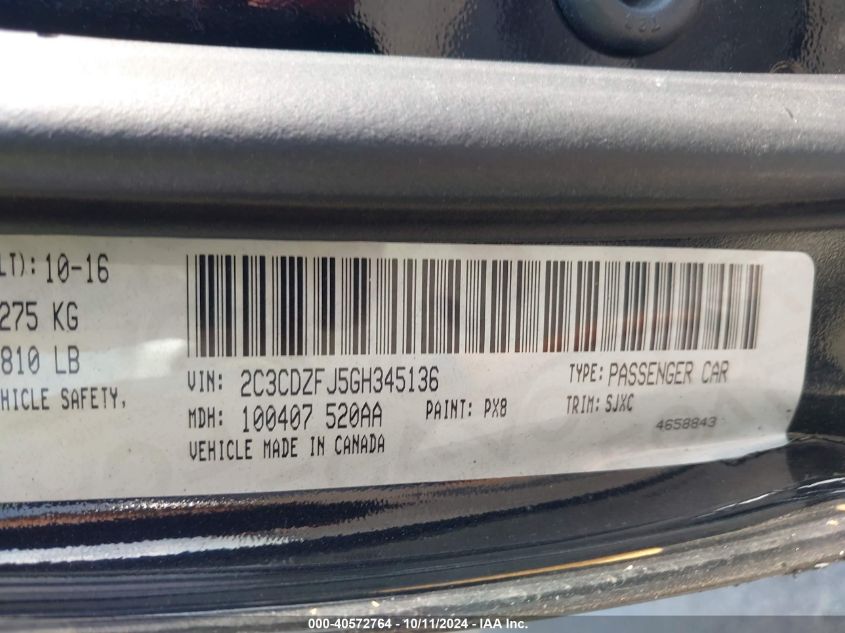 LT): 10-16
275 KG
810 LB
HICLE SAFETY,
VIN: 2C3CDZFJ5GH345136
TYPE: PASSENGER CAR
MDH: 100407 520AA
PAINT: PX8
TRIM: SJXC
4658843
VEHICLE MADE IN CANADA
000-40572764 - 10/11/2024 - IAA Inc.